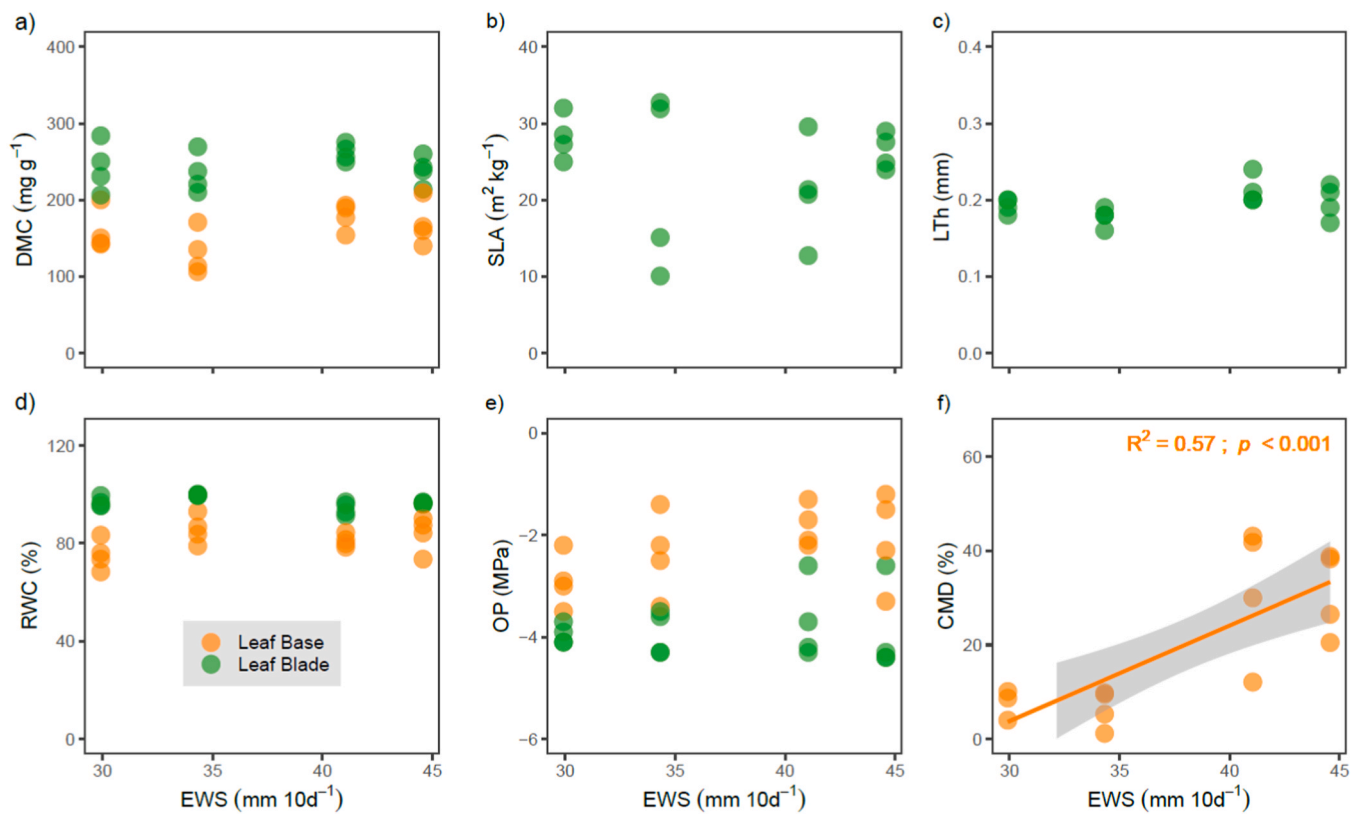 a)
400
300
200
100
0
DMC (mg g⁻¹)
b)
40
30
20
10
0
SLA (m² kg⁻¹)
c)
0.4
0.3
0.2
0.1
0.0
LTh (mm)
d)
120
80
40
0
RWC (%)
Leaf Base
Leaf Blade
30 35 40 45
EWS (mm 10d⁻¹)
e)
0
−2
−4
−6
OP (MPa)
30 35 40 45
EWS (mm 10d⁻¹)
f)
R² = 0.57 ; p < 0.001
60
40
20
0
CMD (%)
30 35 40 45
EWS (mm 10d⁻¹)